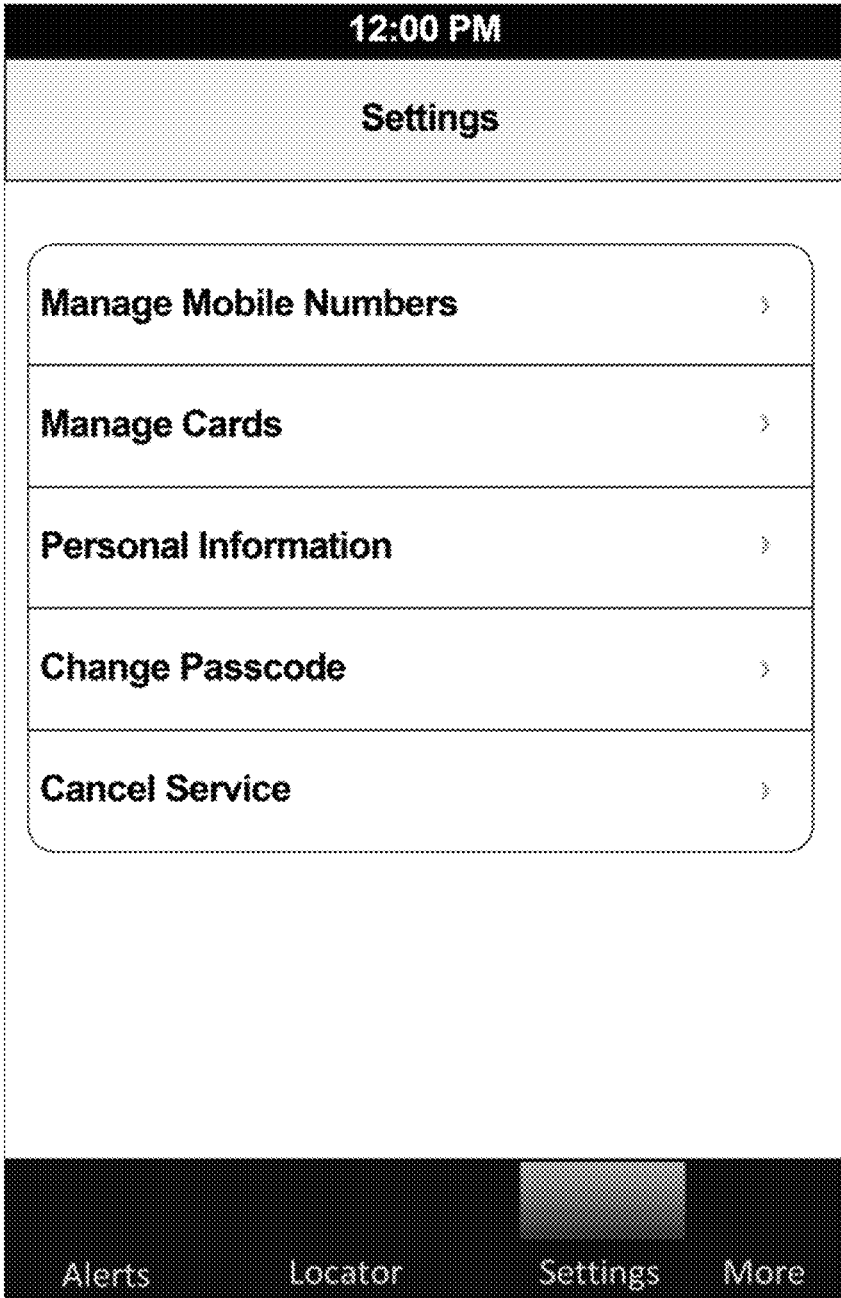 12:00 PM
Settings
Manage Mobile Numbers
Manage Cards
Personal Information
Change Passcode
Cancel Service
Alerts Locator Settings More